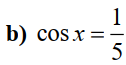 b) cos x = 1/5